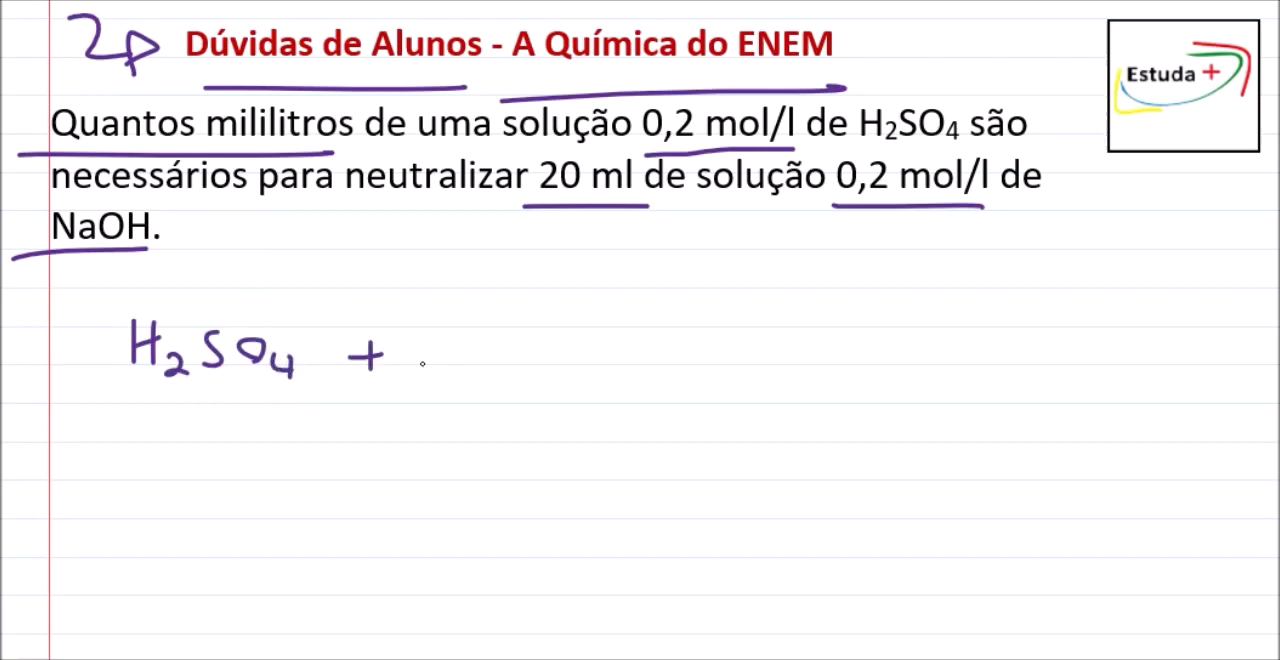 Dúvidas de Alunos - A Química do ENEM
Estuda +
Quantos mililitros de uma solução 0,2 mol/l de H₂SO₄ são
necessários para neutralizar 20 ml de solução 0,2 mol/l de
NaOH.
H₂SO₄ +